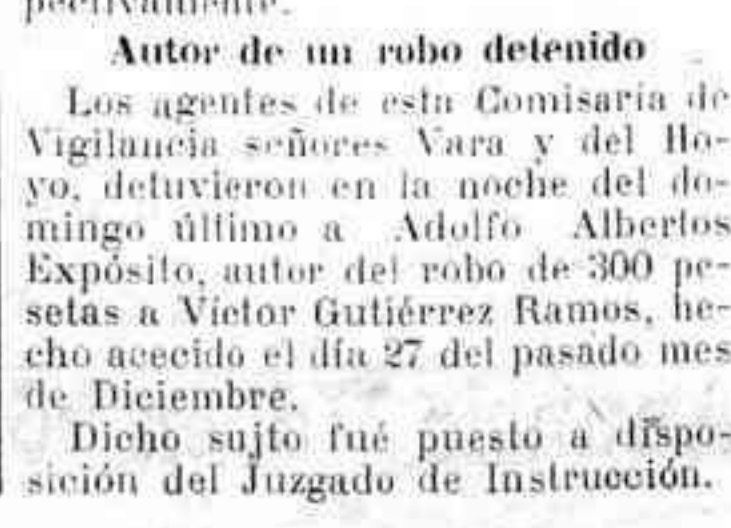 pectivamente.
Autor de un robo detenido
Los agentes de esta Comisaría de
Vigilancia señores Vara y del Ho-
yo, detuvieron en la noche del do-
mingo último a Adolfo Albertos
Expósito, autor del robo de 300 pe-
setas a Víctor Gutiérrez Ramos, he-
cho acecido el día 27 del pasado mes
de Diciembre.
Dicho sujto fué puesto a dispo-
sición del Juzgado de Instrucción.